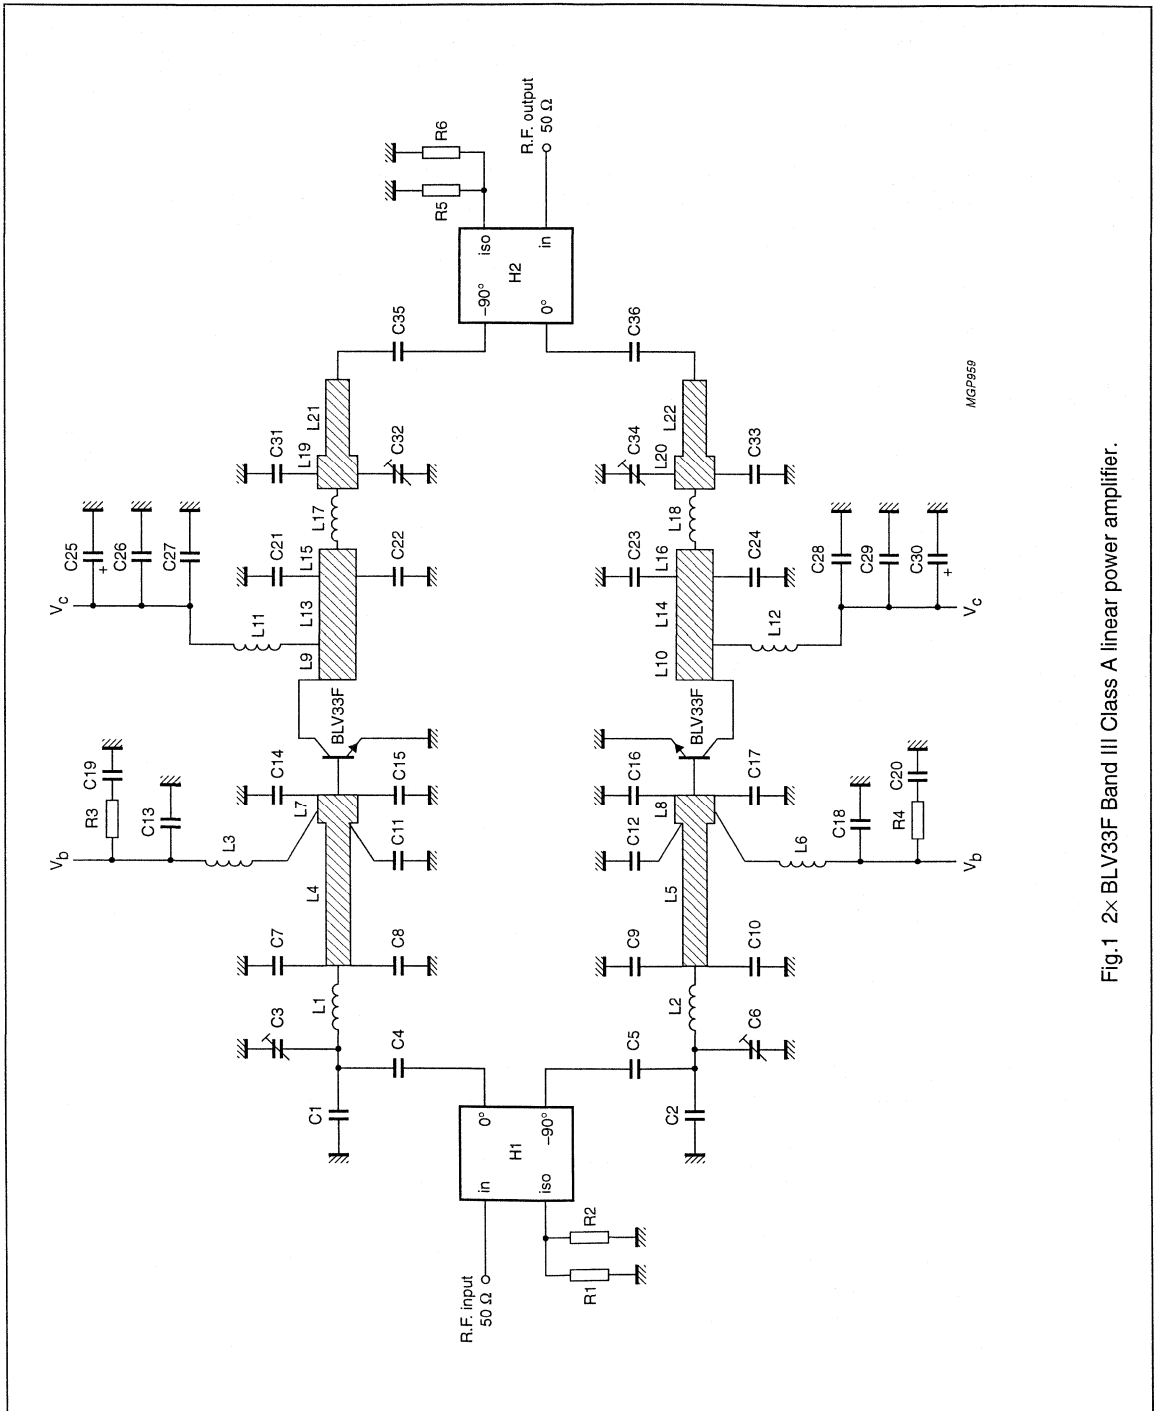 R.F. input
50 Ω
R1
R2
in
iso
H1
0°
–90°
C1
C2
C3
C4
C5
C6
L1
L2
C7
C8
C9
C10
L4
L5
Vb
R3
C19
C13
L3
C11
L7
C14
C15
BLV33F
C12
C16
L8
C17
L6
C18
R4
C20
Vb
BLV33F
Vc
C25
+
C26
C27
L11
L9
L13
L15
C21
C22
L17
L19
C31
C32
L21
C23
L10
L14
L16
C24
L12
C28
C29
C30
+
Vc
L18
L20
C34
C33
L22
C35
C36
–90°
0°
H2
iso
in
R5
R6
R.F. output
50 Ω
MGP959
Fig.1 2× BLV33F Band III Class A linear power amplifier.